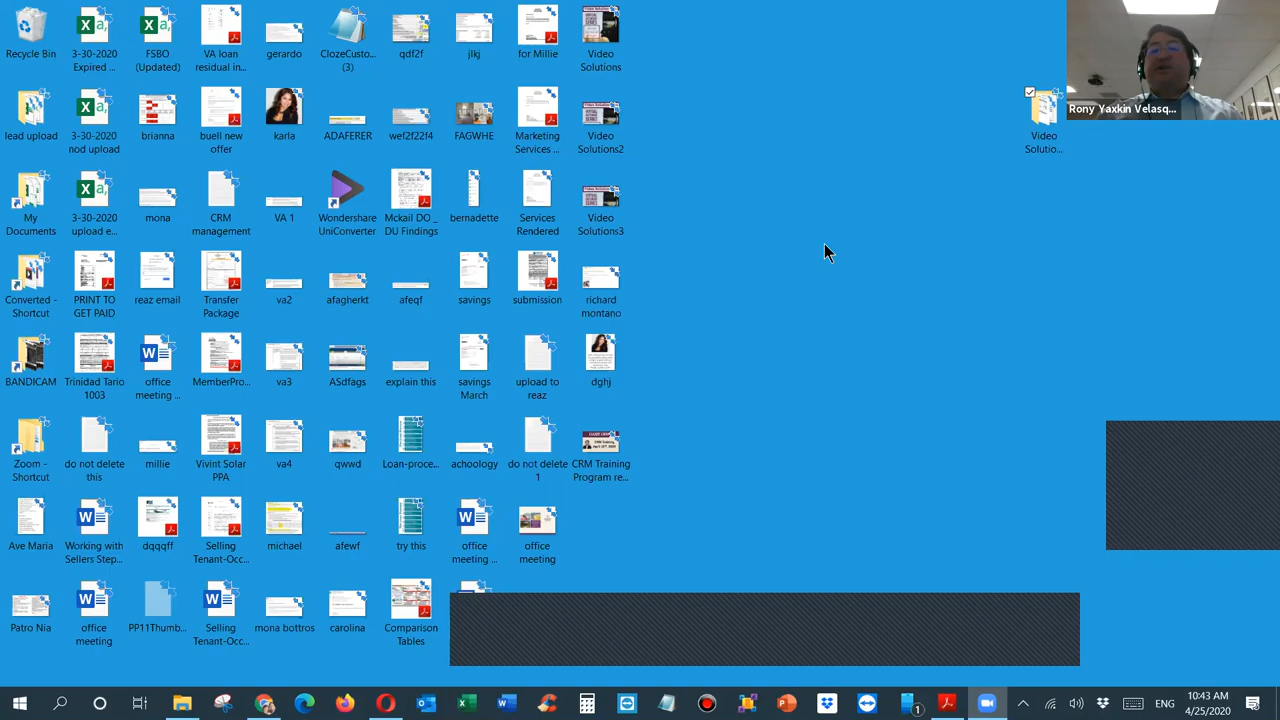 Recycle Bin
3-30-2020
Expired ...
FSBO
(Updated)
VA loan
residual in...
gerardo
ClozeCusto...
(3)
qdf2f
jlkj
for Millie
Video
Solutions
Rony Yaxkin Velasq...
lead upload
3-30-2020
nod upload
brianna
buell new
offer
karla
ADAFERER
wef2f22f4
FAGWHE
Marketing
Services ...
Video
Solutions2
Video
Solutio...
My
Documents
3-30-2020
upload e...
mona
CRM
management
VA 1
Wondershare
UniConverter
Mckail DO _
DU Findings
bernadette
Services
Rendered
Video
Solutions3
Converted -
Shortcut
PRINT TO
GET PAID
reaz email
Transfer
Package
va2
afagherkt
afeqf
savings
submission
richard
montano
BANDICAM
Trinidad Tario
1003
office
meeting ...
MemberPro...
va3
ASdfags
explain this
savings
March
upload to
reaz
dghj
Zoom -
Shortcut
do not delete
this
millie
Vivint Solar
PPA
va4
qwwd
Loan-proce...
achoology
do not delete
1
CRM Training
Program re...
Ave Maria
Working with
Sellers Step...
dqqqff
Selling
Tenant-Occ...
michael
afewf
try this
office
meeting ...
office
meeting
Patro Nia
office
meeting
PP11Thumb...
Selling
Tenant-Occ...
mona bottros
carolina
Comparison
Tables
ENG
10:43 AM
4/25/2020